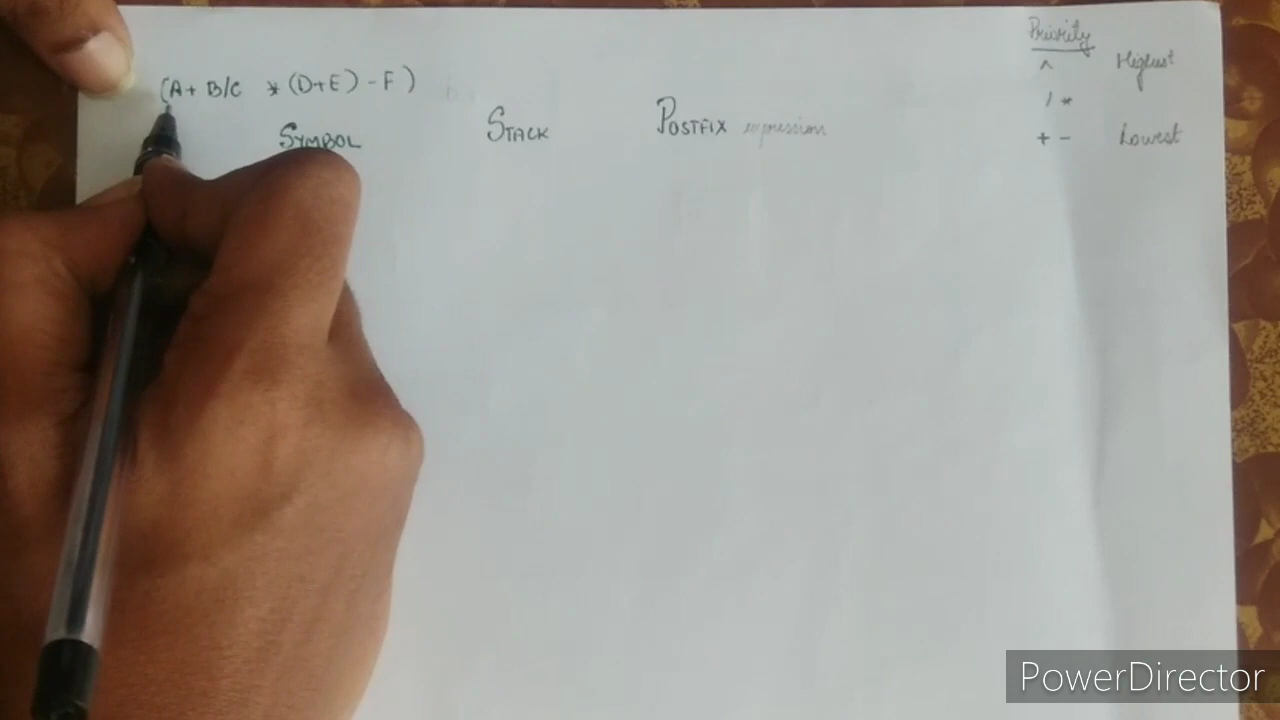 (A+ B/C * (D+E) - F)
SYMBOL STACK POSTFIX expression
Priority
^ Highest
/ *
+ - Lowest
PowerDirector